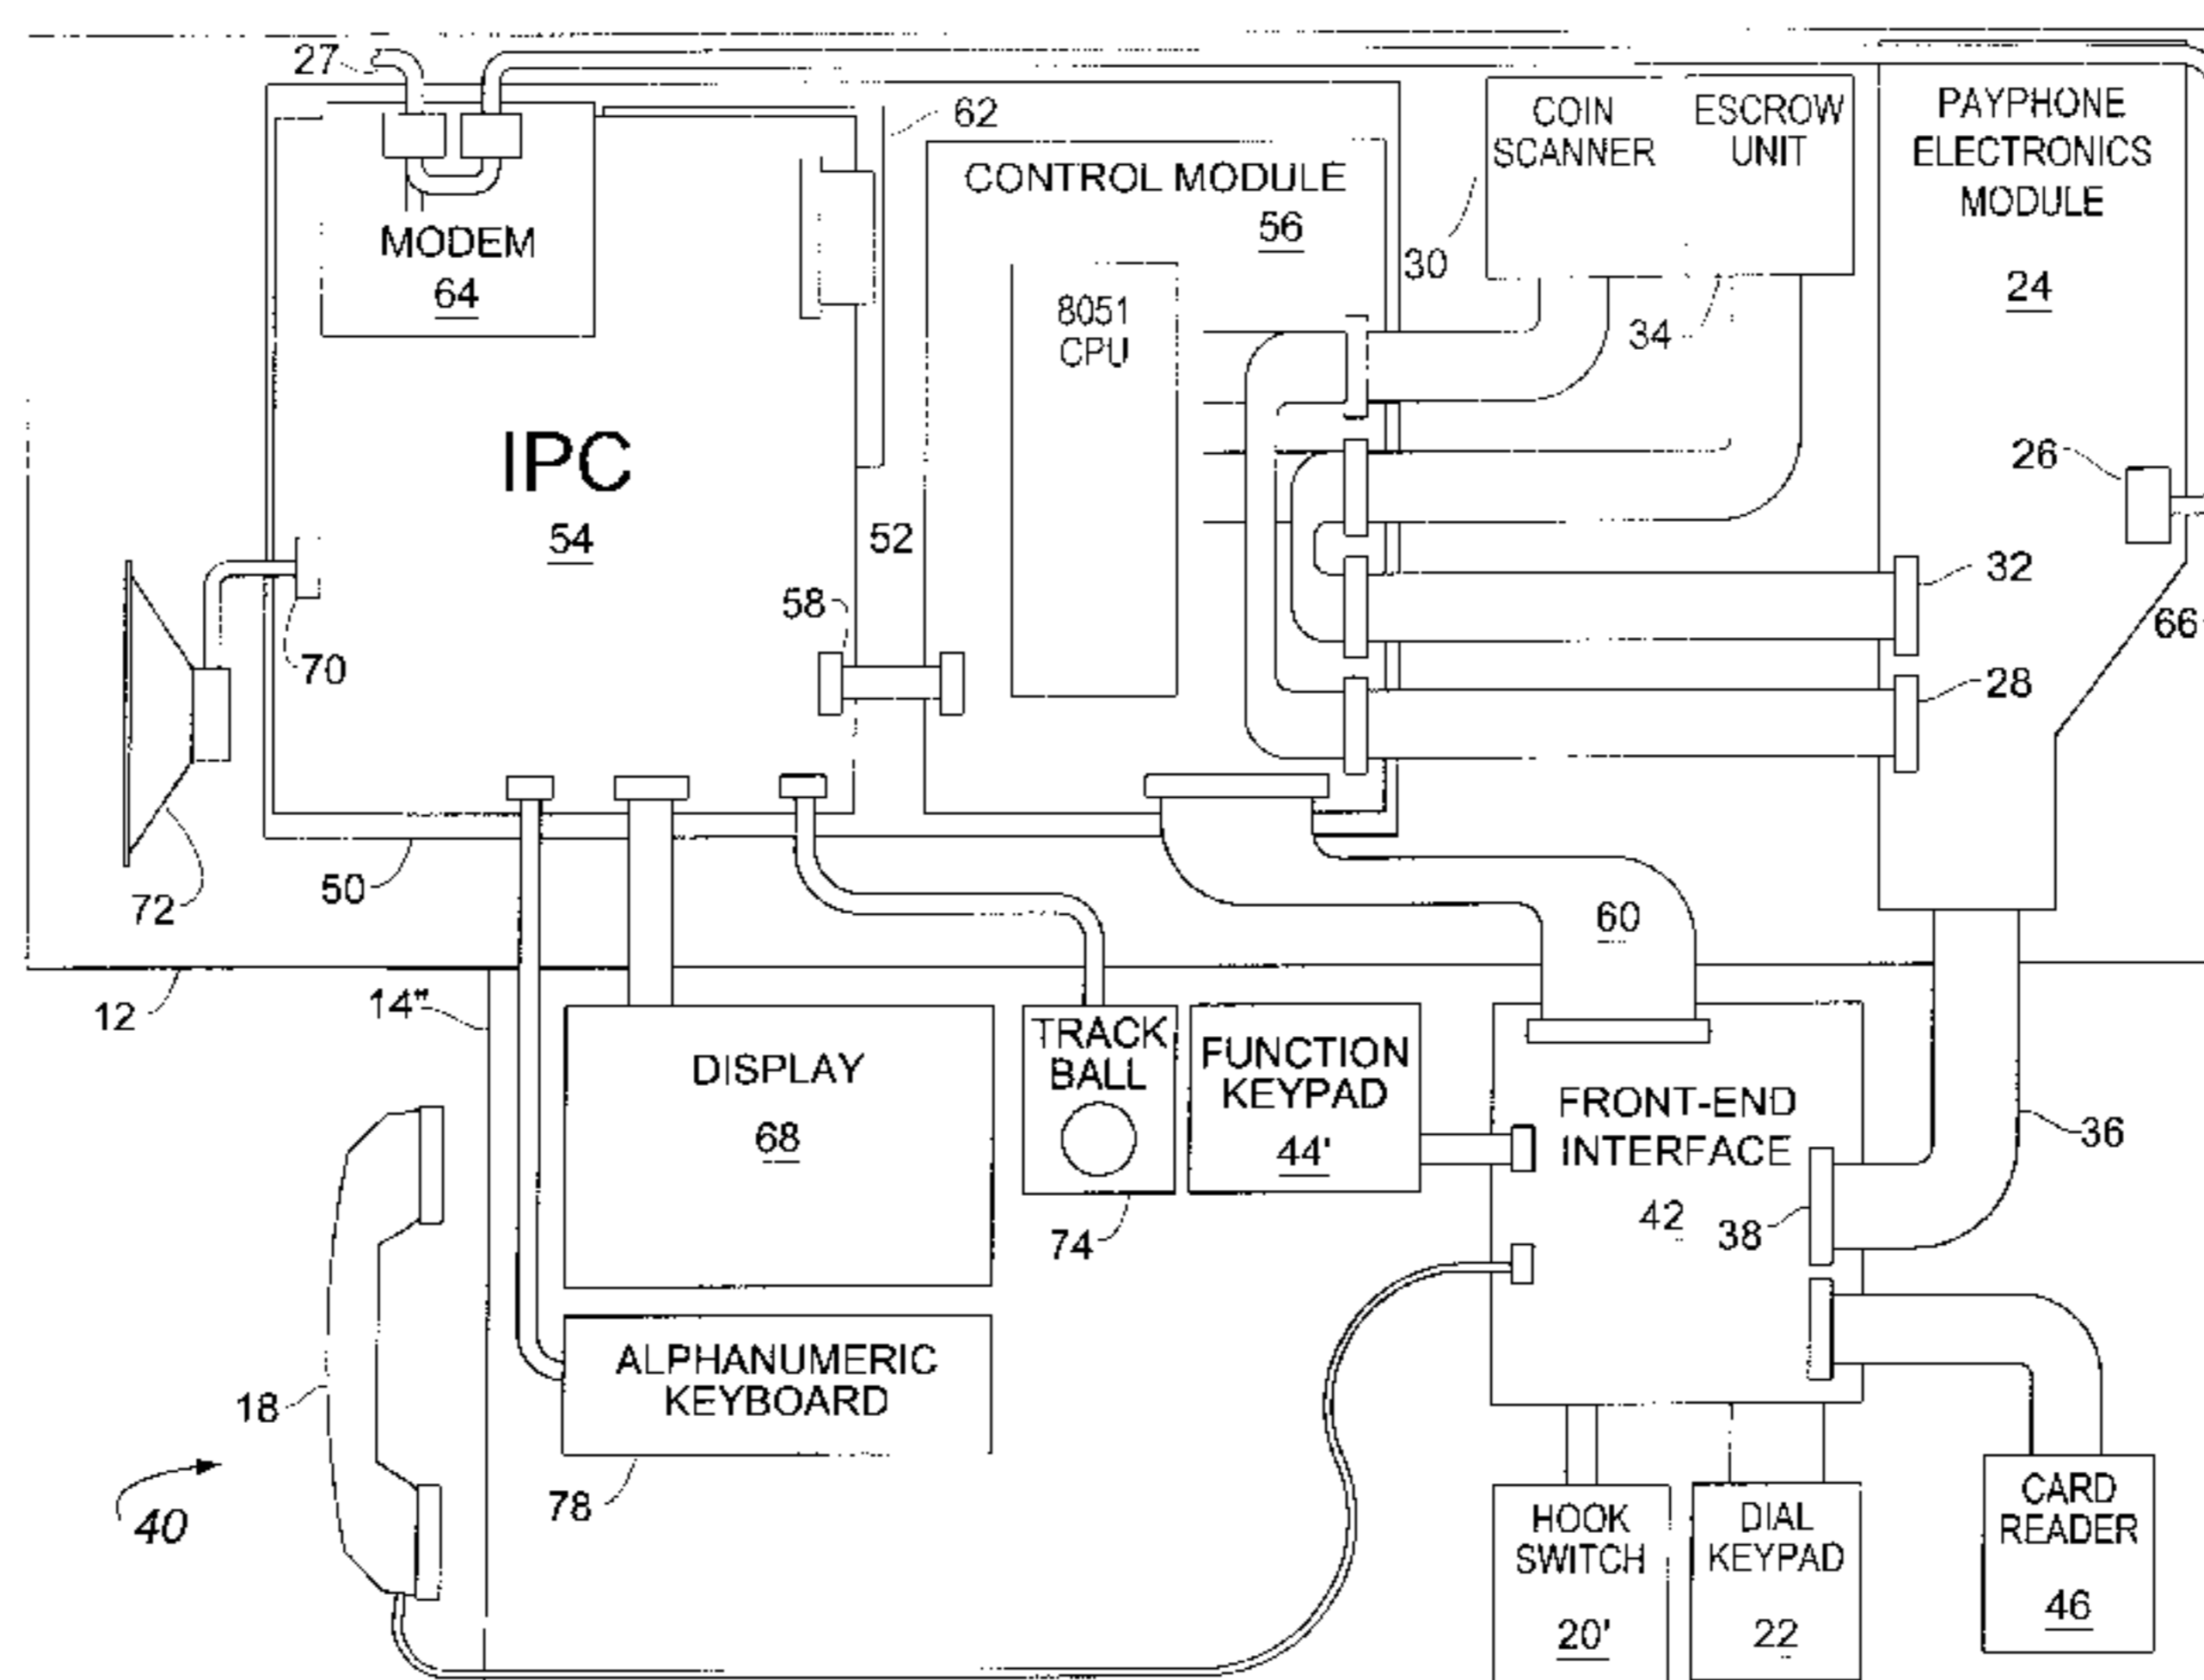 27
62
COIN
SCANNER
ESCROW
UNIT
PAYPHONE
ELECTRONICS
MODULE
24
CONTROL MODULE
56
MODEM
64
30
34
8051
CPU
IPC
54
52
26
32
66
58
70
28
72
50
60
12
14"
DISPLAY
68
TRACK
BALL
FUNCTION
KEYPAD
44'
FRONT-END
INTERFACE
42
38
36
74
18
ALPHANUMERIC
KEYBOARD
78
40
HOOK
SWITCH
20'
DIAL
KEYPAD
22
CARD
READER
46